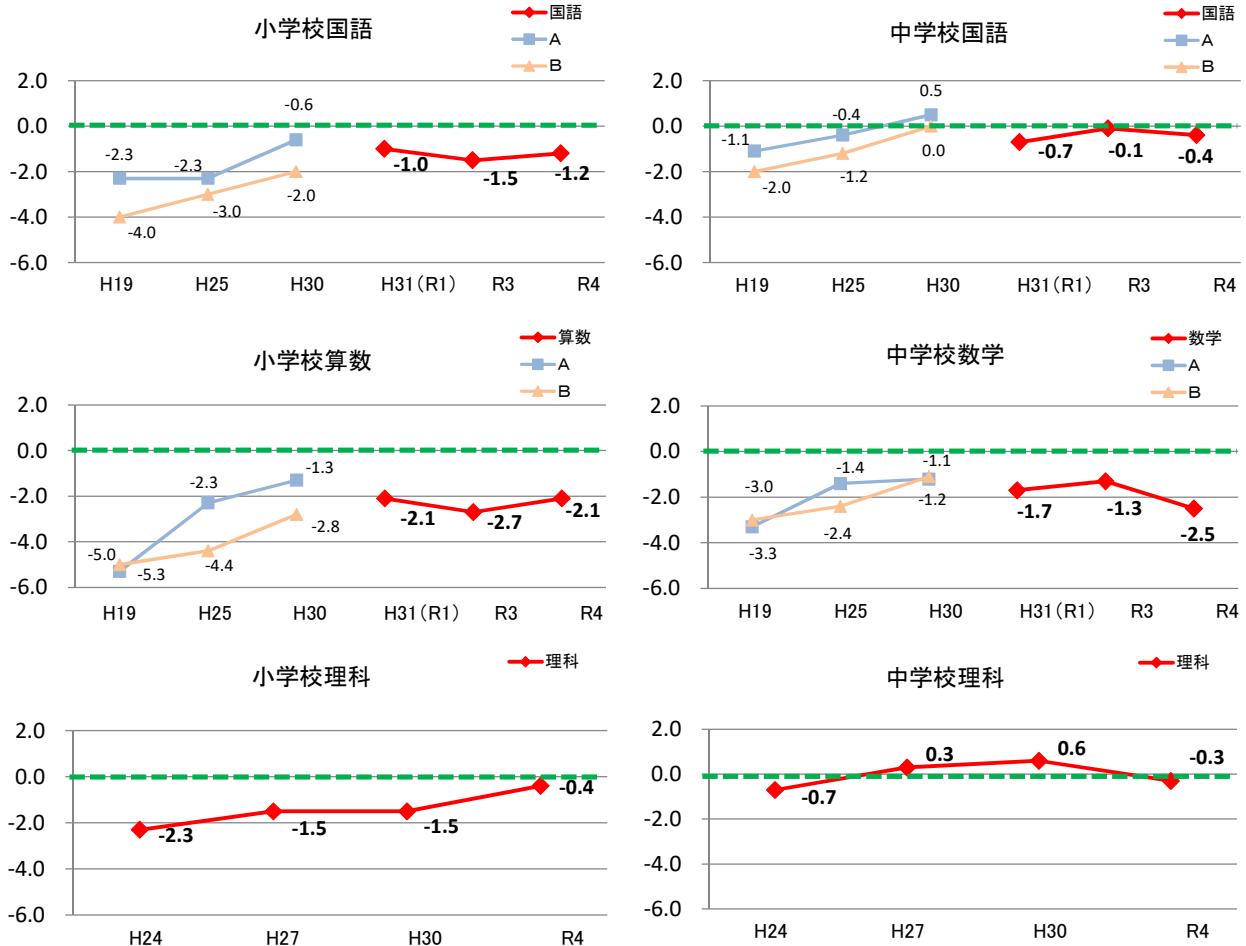 小学校国語
国語
A
B
2.0
0.0
-2.0
-4.0
-6.0
-2.3
-2.3
-0.6
-4.0
-3.0
-2.0
-1.0
-1.5
-1.2
H19
H25
H30
H31(R1)
R3
R4
中学校国語
国語
A
B
2.0
0.0
-2.0
-4.0
-6.0
-1.1
-0.4
0.5
-2.0
-1.2
0.0
-0.7
-0.1
-0.4
H19
H25
H30
H31(R1)
R3
R4
小学校算数
算数
A
B
2.0
0.0
-2.0
-4.0
-6.0
-5.0
-5.3
-2.3
-4.4
-1.3
-2.8
-2.1
-2.7
-2.1
H19
H25
H30
H31(R1)
R3
R4
中学校数学
数学
A
B
2.0
0.0
-2.0
-4.0
-6.0
-3.0
-3.3
-1.4
-2.4
-1.1
-1.2
-1.7
-1.3
-2.5
H19
H25
H30
H31(R1)
R3
R4
小学校理科
理科
2.0
0.0
-2.0
-4.0
-6.0
-2.3
-1.5
-1.5
-0.4
H24
H27
H30
R4
中学校理科
理科
2.0
0.0
-2.0
-4.0
-6.0
-0.7
0.3
0.6
-0.3
H24
H27
H30
R4